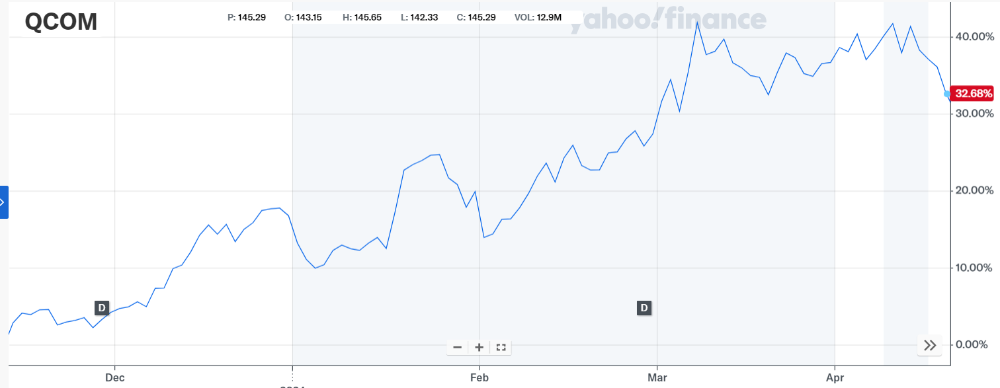 QCOM
P: 145.29 O: 143.15 H: 145.65 L: 142.33 C: 145.29 VOL: 12.9M
yahoo!finance
40.00%
32.68%
30.00%
20.00%
10.00%
D
D
0.00%
Dec
Feb
Mar
Apr